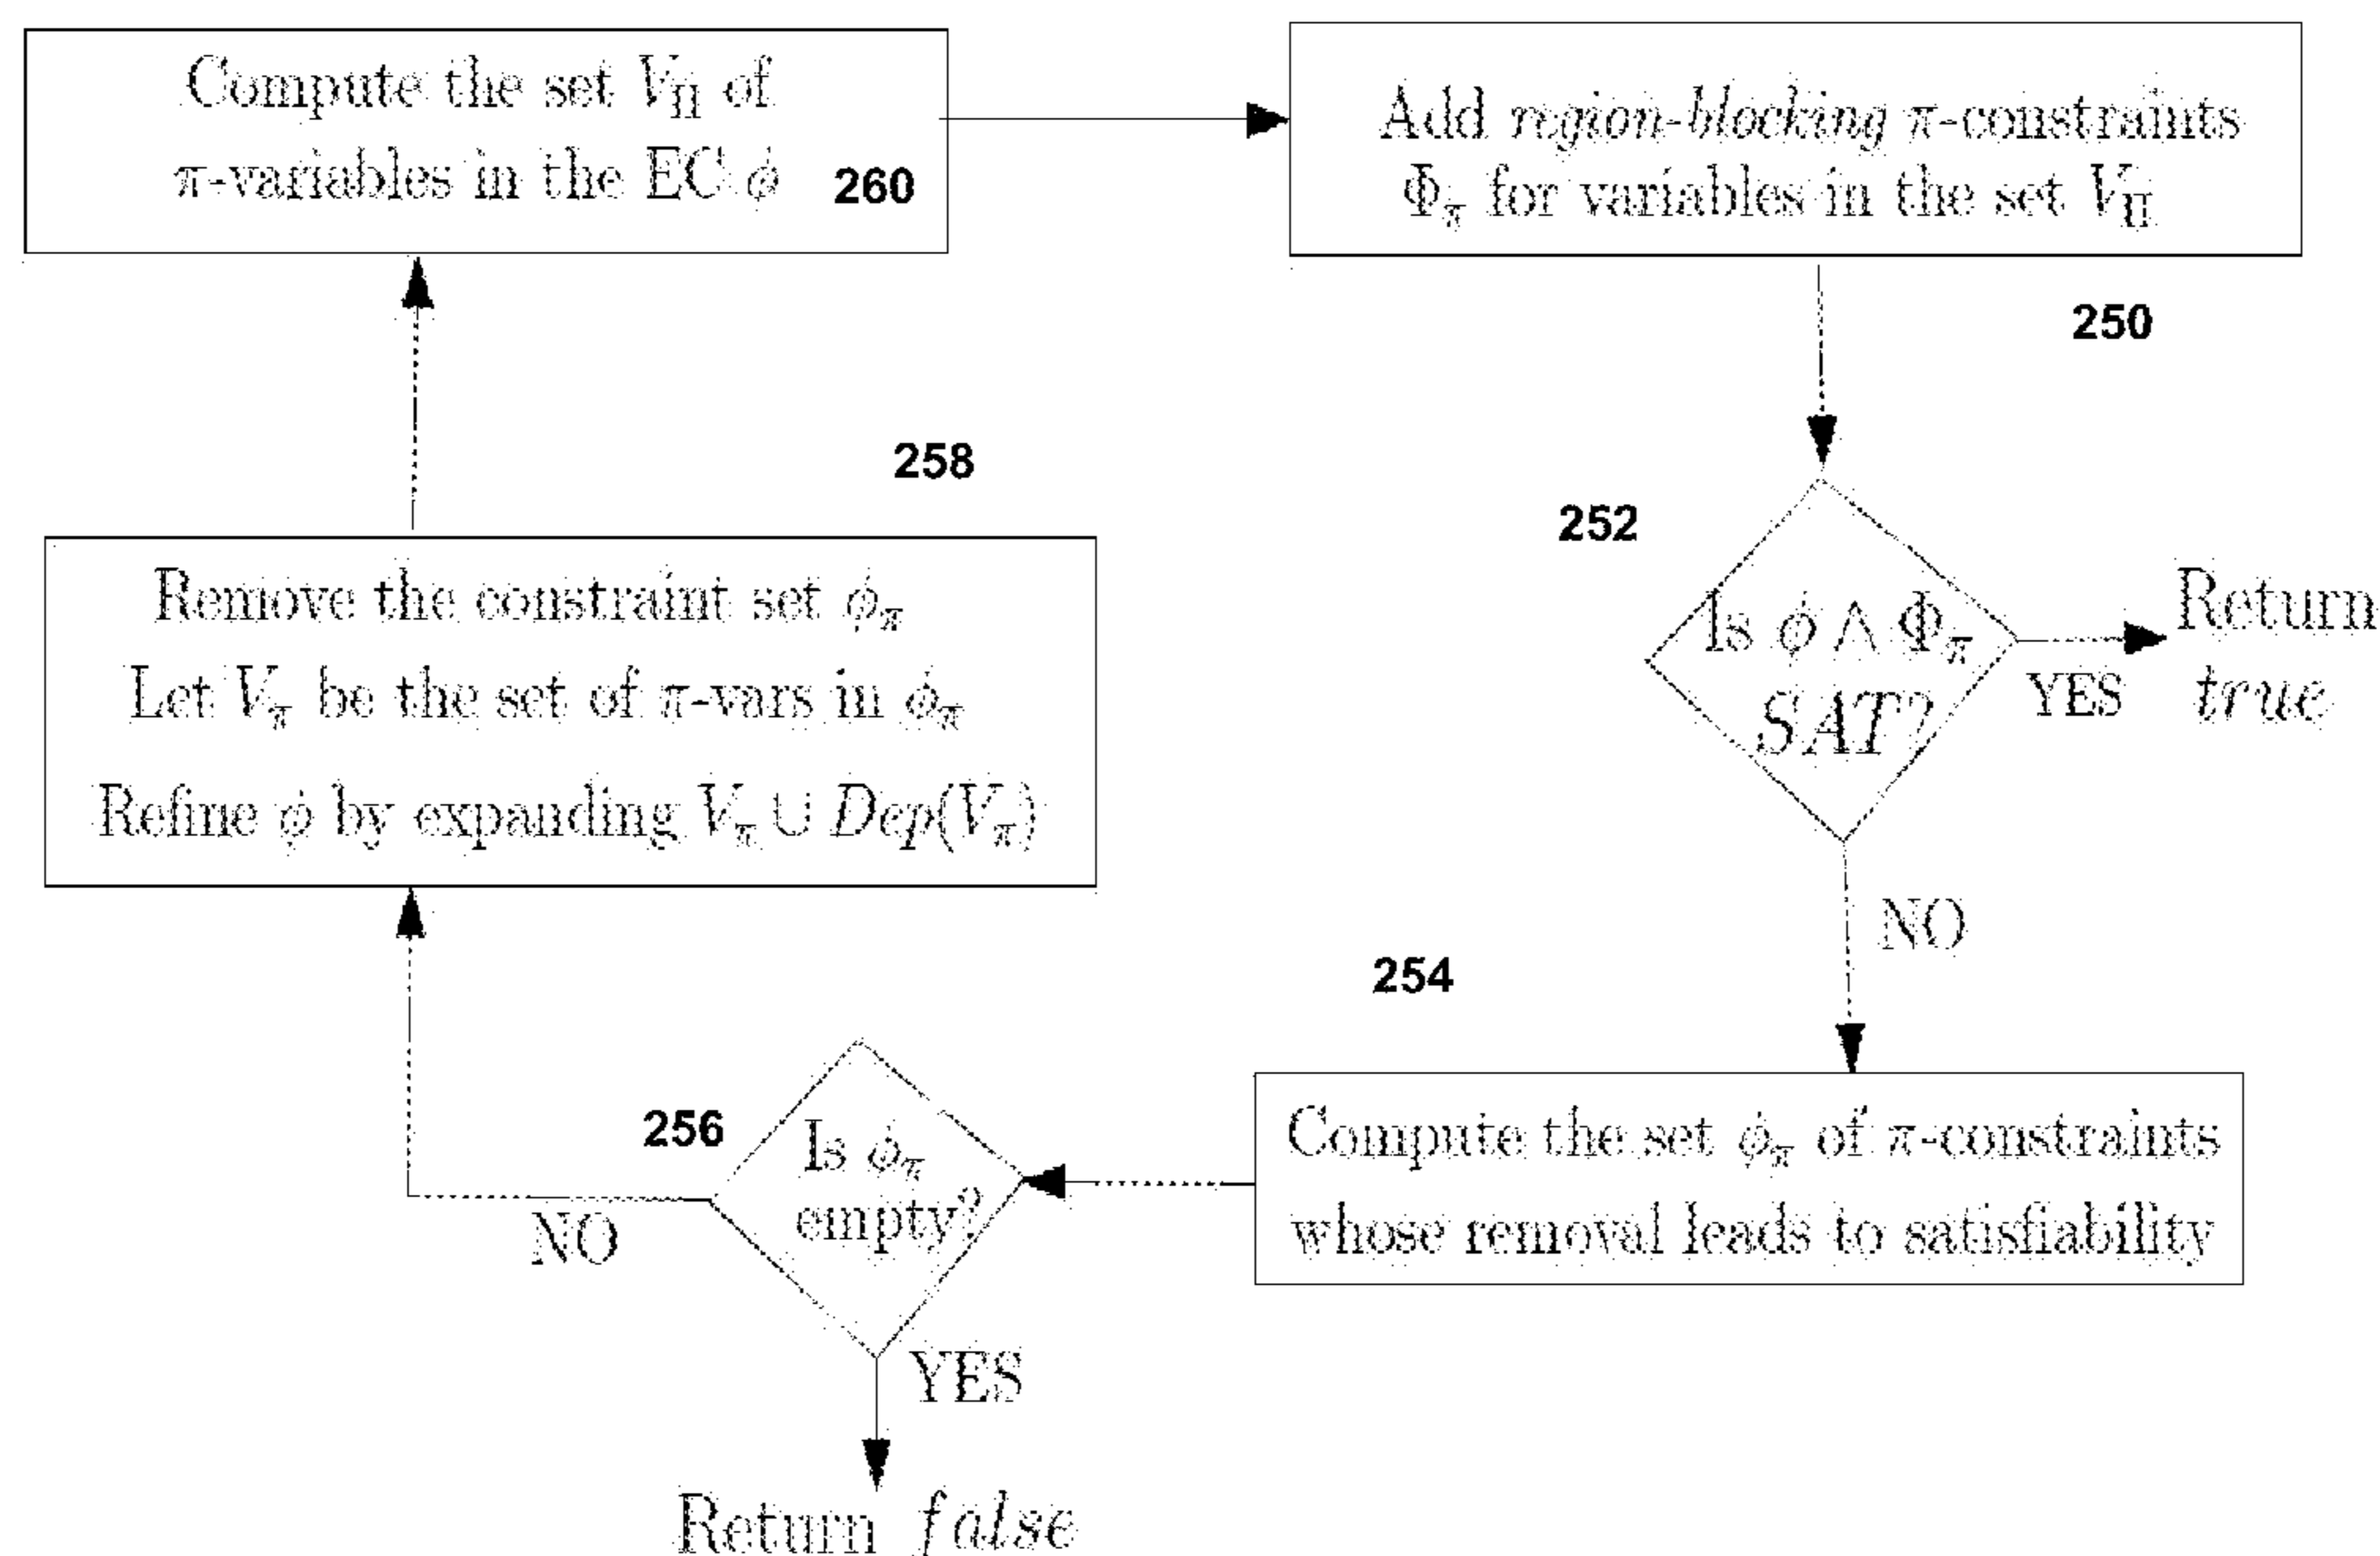 Compute the set V_Π of
π-variables in the EC ϕ
260
Add region-blocking π-constraints
Φ_π for variables in the set V_Π
250
258
252
Remove the constraint set ϕ_π
Let V_π be the set of π-vars in ϕ_π
Refine ϕ by expanding V_π ∪ Dep(V_π)
Is ϕ ∧ Φ_π
SAT?
YES
Return
true
NO
254
256
Is ϕ_π
empty?
NO
YES
Compute the set ϕ_π of π-constraints
whose removal leads to satisfiability
Return false